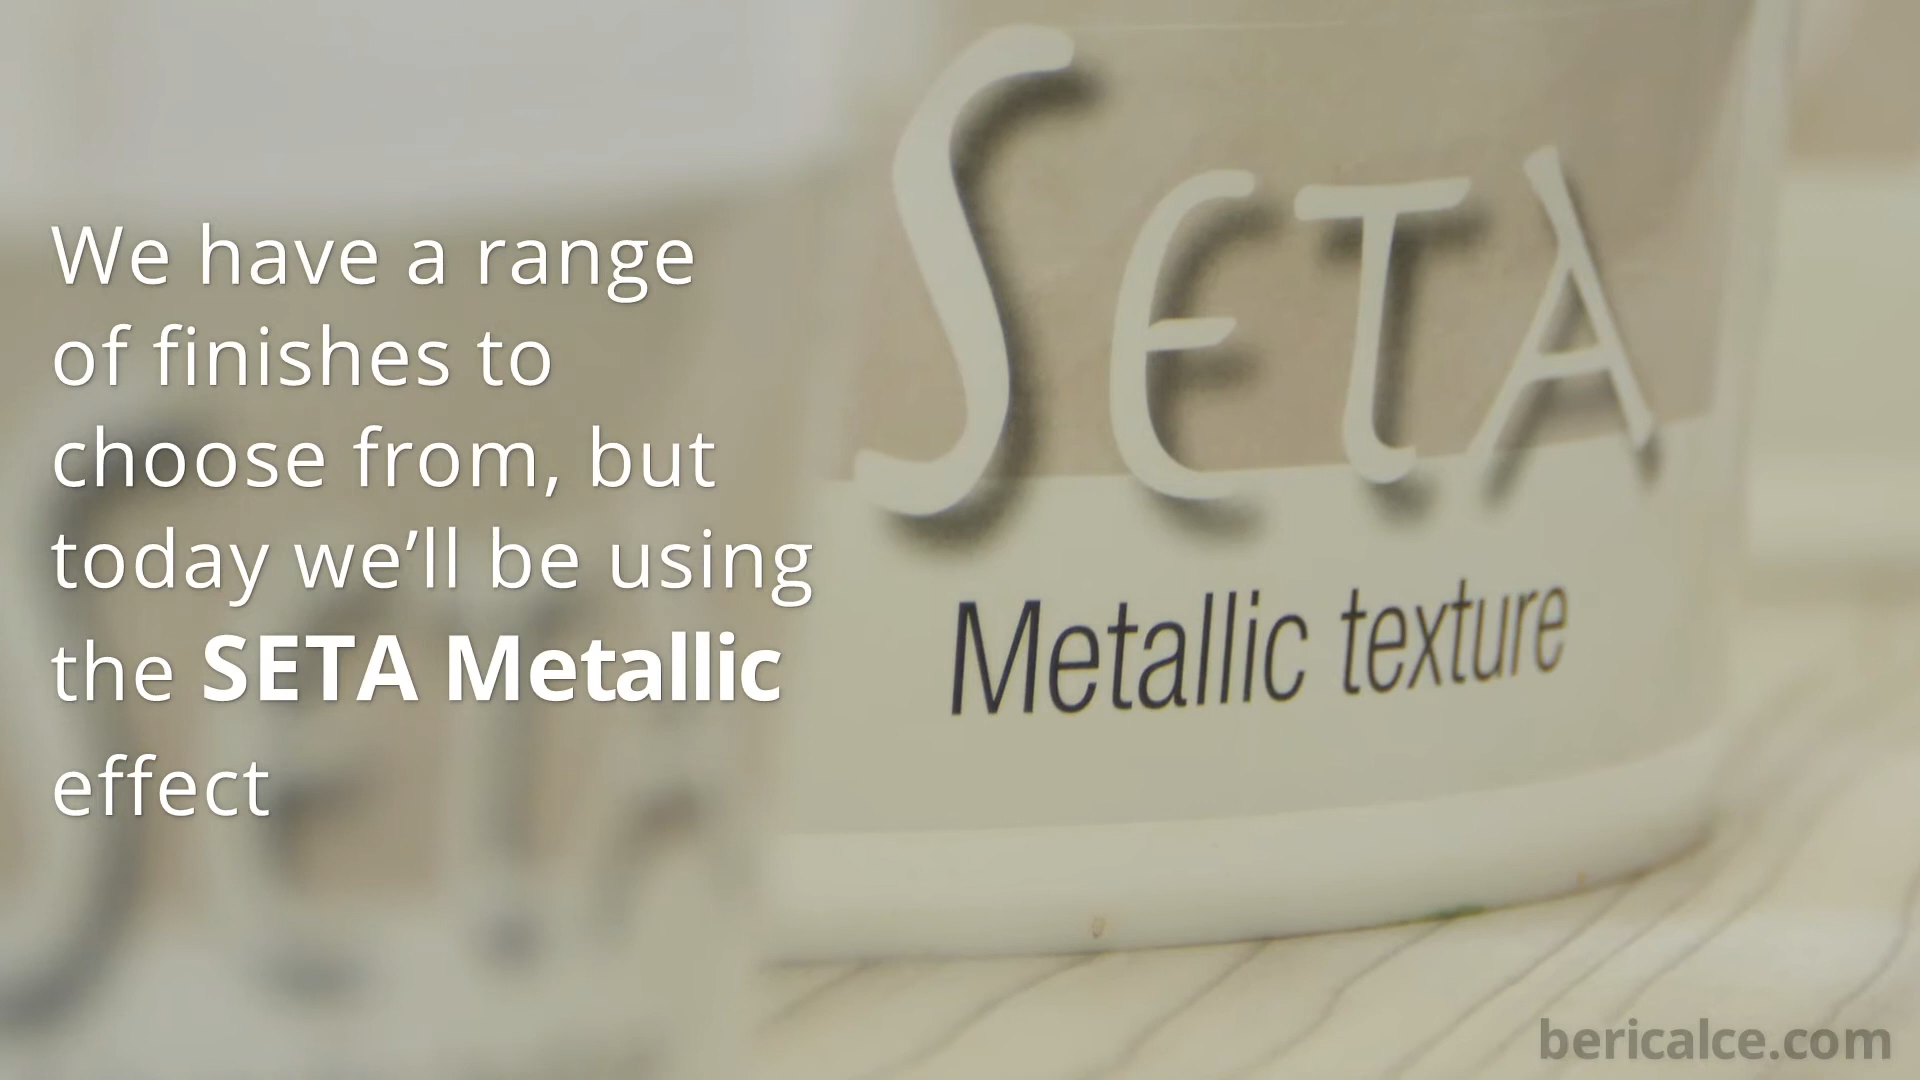 We have a range
of finishes to
choose from, but
today we’ll be using
the SETA Metallic
effect
SETA
Metallic texture
SETA
bericalce.com